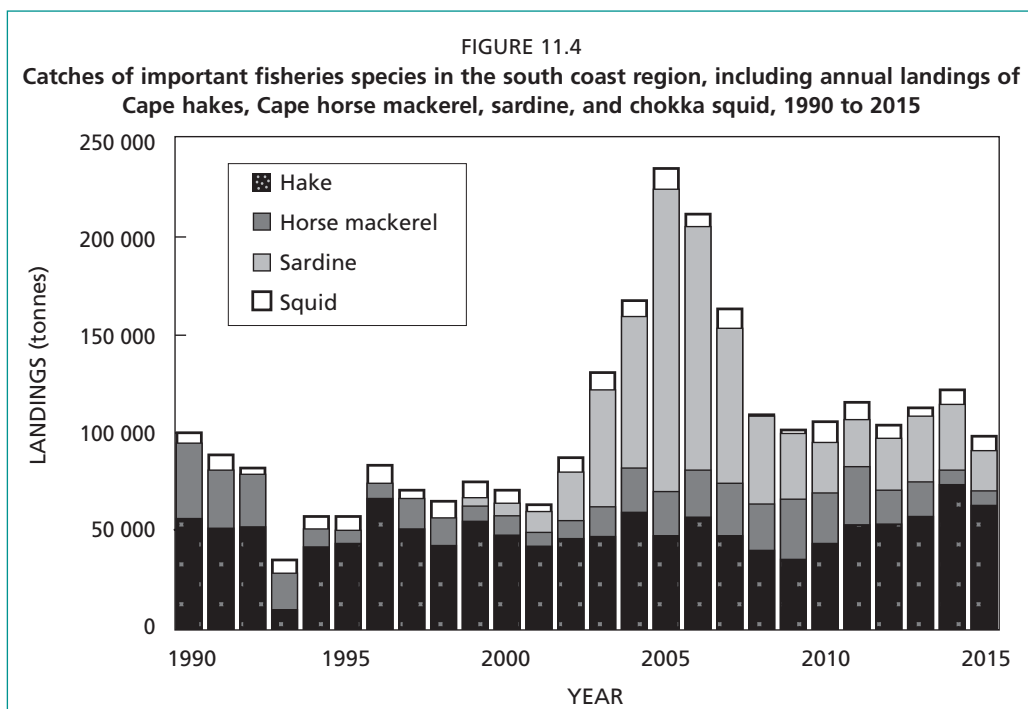 FIGURE 11.4
Catches of important fisheries species in the south coast region, including annual landings of
Cape hakes, Cape horse mackerel, sardine, and chokka squid, 1990 to 2015
250 000
200 000
150 000
100 000
50 000
0
LANDINGS (tonnes)
Hake
Horse mackerel
Sardine
Squid
1990 1995 2000 2005 2010 2015
YEAR